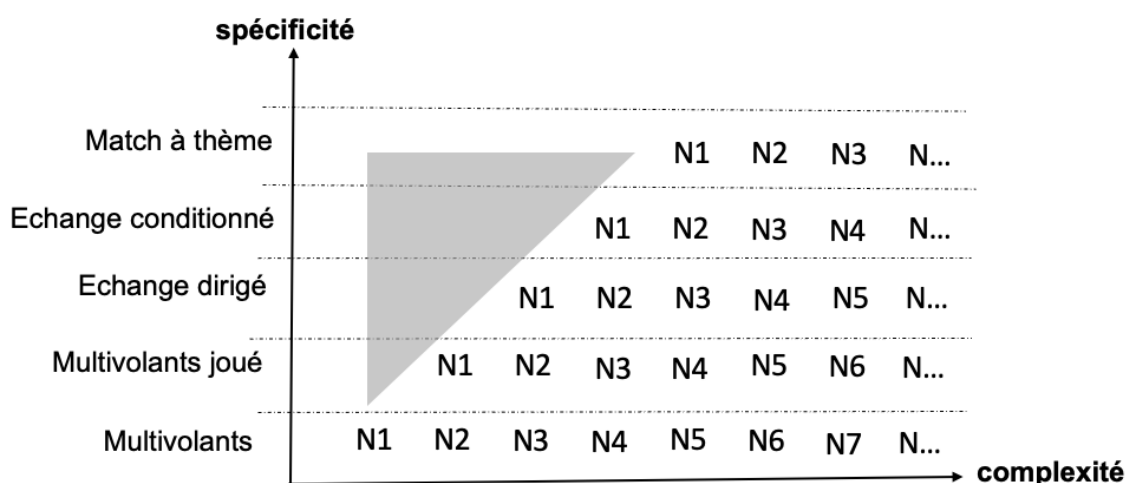 spécificité
Match à thème N1 N2 N3 N...
Echange conditionné N1 N2 N3 N4 N...
Echange dirigé N1 N2 N3 N4 N5 N...
Multivolants joué N1 N2 N3 N4 N5 N6 N...
Multivolants N1 N2 N3 N4 N5 N6 N7 N...
complexité